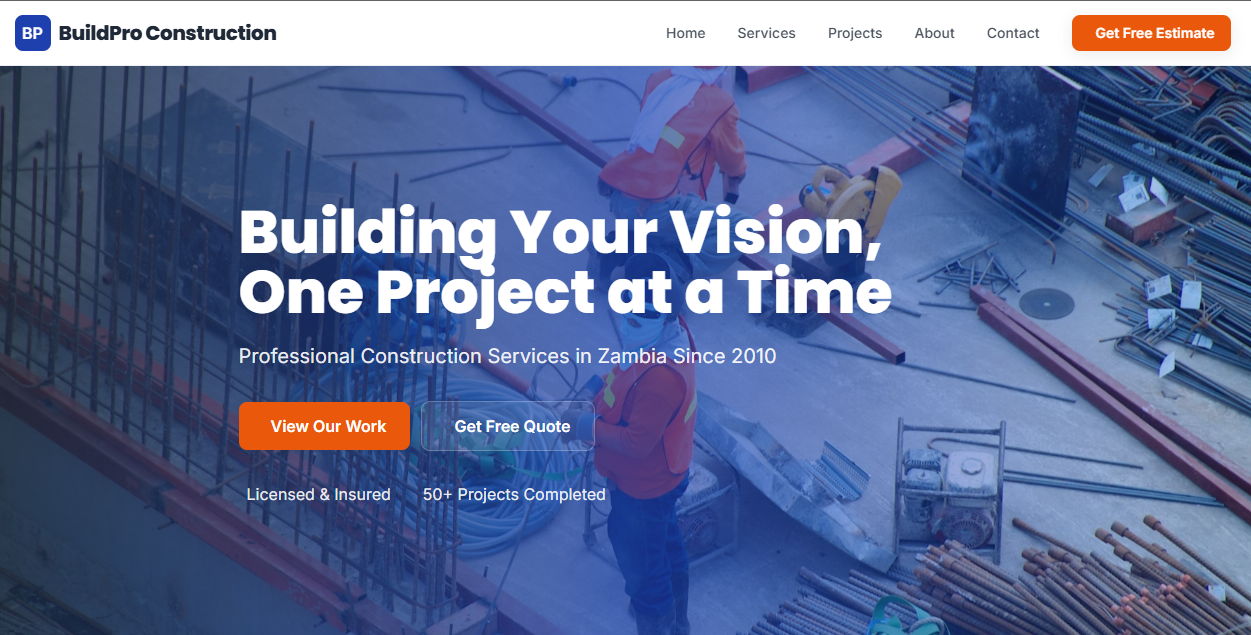 BP
BuildPro Construction
Home
Services
Projects
About
Contact
Get Free Estimate
Building Your Vision,
One Project at a Time
Professional Construction Services in Zambia Since 2010
View Our Work
Get Free Quote
Licensed & Insured
50+ Projects Completed